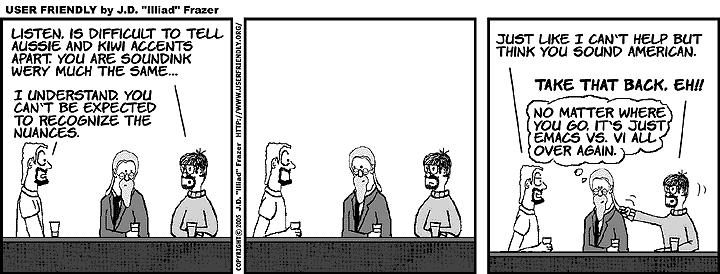 USER FRIENDLY by J.D. "Illiad" Frazer
LISTEN. IS DIFFICULT TO TELL
AUSSIE AND KIWI ACCENTS
APART. YOU ARE SOUNDINK
WERY MUCH THE SAME...
I UNDERSTAND. YOU
CAN'T BE EXPECTED
TO RECOGNIZE THE
NUANCES.
COPYRIGHT © 2005 J.D. "Illiad" Frazer HTTP://WWW.USERFRIENDLY.ORG/
JUST LIKE I CAN'T HELP BUT
THINK YOU SOUND AMERICAN.
TAKE THAT BACK, EH!!
NO MATTER WHERE
YOU GO, IT'S JUST
EMACS VS. VI ALL
OVER AGAIN.